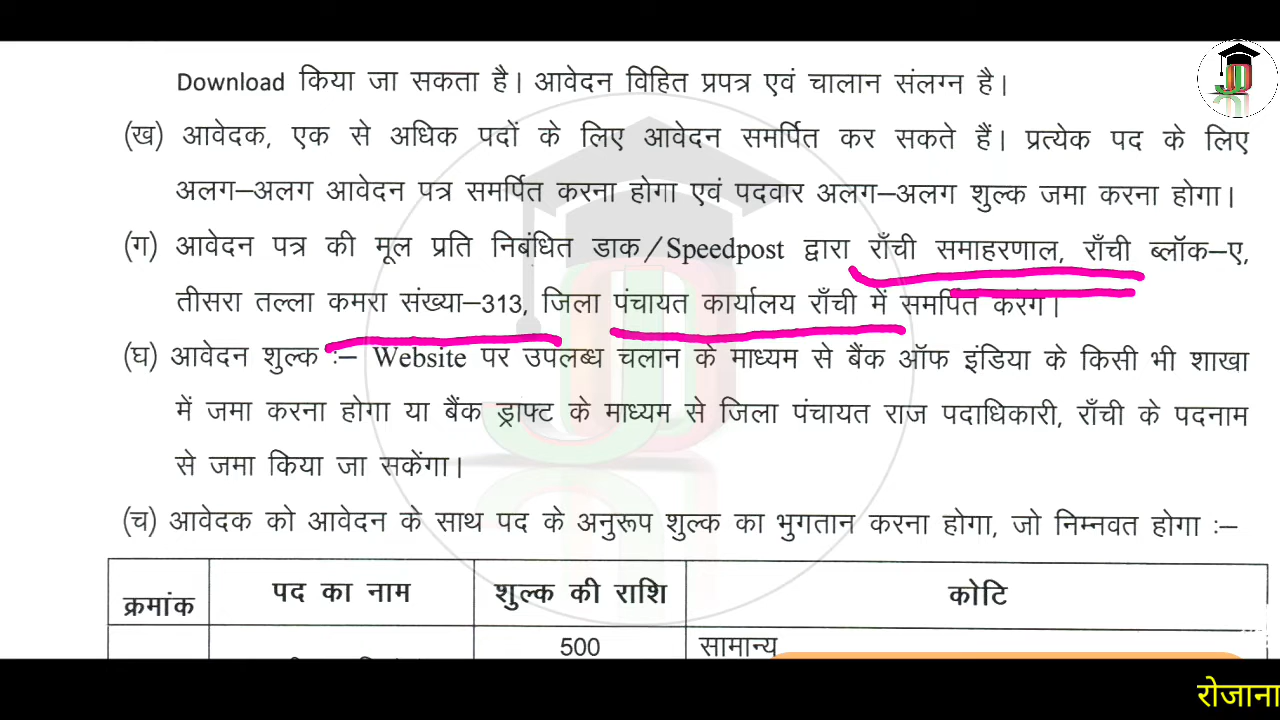 Download किया जा सकता है। आवेदन विहित प्रपत्र एवं चालान संलग्न है।
(ख) आवेदक, एक से अधिक पदों के लिए आवेदन समर्पित कर सकते हैं। प्रत्येक पद के लिए
अलग–अलग आवेदन पत्र समर्पित करना होगा एवं पदवार अलग–अलग शुल्क जमा करना होगा।
(ग) आवेदन पत्र की मूल प्रति निबंधित डाक/Speedpost द्वारा राँची समाहरणाल, राँची ब्लॉक–ए,
तीसरा तल्ला कमरा संख्या–313, जिला पंचायत कार्यालय राँची में समर्पित करेंगे।
(घ) आवेदन शुल्क :– Website पर उपलब्ध चलान के माध्यम से बैंक ऑफ इंडिया के किसी भी शाखा
में जमा करना होगा या बैंक ड्राफ्ट के माध्यम से जिला पंचायत राज पदाधिकारी, राँची के पदनाम
से जमा किया जा सकेंगा।
(च) आवेदक को आवेदन के साथ पद के अनुरूप शुल्क का भुगतान करना होगा, जो निम्नवत होगा :–
क्रमांक पद का नाम शुल्क की राशि कोटि
500 सामान्य
रोजाना